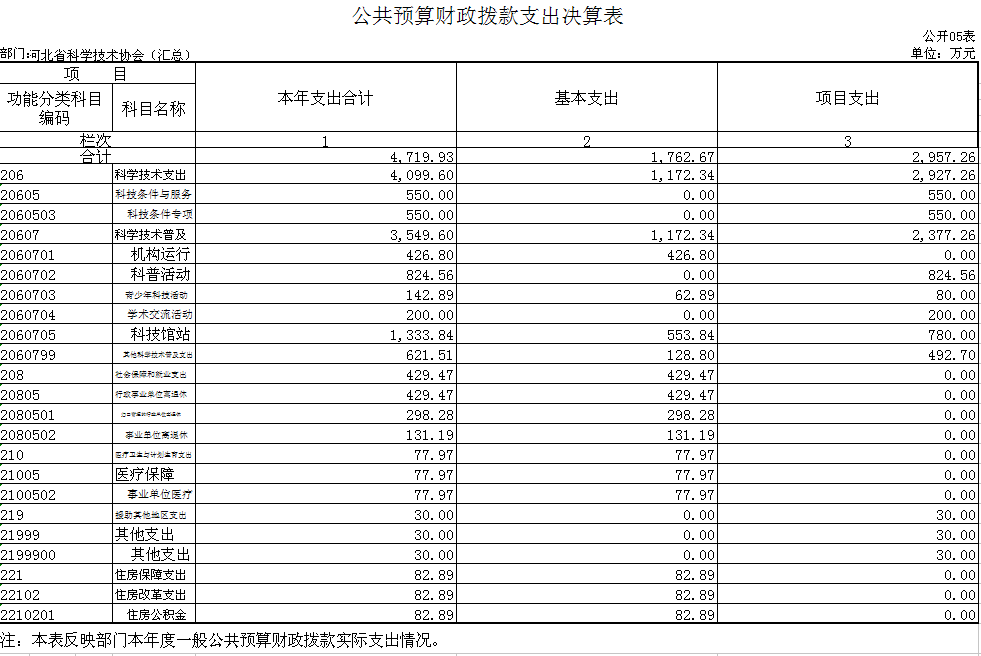 公共预算财政拨款支出决算表
公开05表
部门:河北省科学技术协会（汇总） 单位：万元
项 目 本年支出合计 基本支出 项目支出
功能分类科目编码 科目名称
栏次 1 2 3
合计 4,719.93 1,762.67 2,957.26
206 科学技术支出 4,099.60 1,172.34 2,927.26
20605 科技条件与服务 550.00 0.00 550.00
2060503 科技条件专项 550.00 0.00 550.00
20607 科学技术普及 3,549.60 1,172.34 2,377.26
2060701 机构运行 426.80 426.80 0.00
2060702 科普活动 824.56 0.00 824.56
2060703 青少年科技活动 142.89 62.89 80.00
2060704 学术交流活动 200.00 0.00 200.00
2060705 科技馆站 1,333.84 553.84 780.00
2060799 其他科学技术普及支出 621.51 128.80 492.70
208 社会保障和就业支出 429.47 429.47 0.00
20805 行政事业单位离退休 429.47 429.47 0.00
2080501 298.28 298.28 0.00
2080502 事业单位离退休 131.19 131.19 0.00
210 医疗卫生与计划生育支出 77.97 77.97 0.00
21005 医疗保障 77.97 77.97 0.00
2100502 事业单位医疗 77.97 77.97 0.00
219 援助其他地区支出 30.00 0.00 30.00
21999 其他支出 30.00 0.00 30.00
2199900 其他支出 30.00 0.00 30.00
221 住房保障支出 82.89 82.89 0.00
22102 住房改革支出 82.89 82.89 0.00
2210201 住房公积金 82.89 82.89 0.00
注：本表反映部门本年度一般公共预算财政拨款实际支出情况。